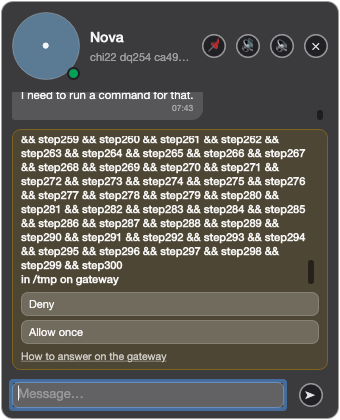 Nova
chi22 dq254 ca49…
I need to run a command for that.
07:43
&& step259 && step260 && step261 && step262 &&
step263 && step264 && step265 && step266 && step267
&& step268 && step269 && step270 && step271 &&
step272 && step273 && step274 && step275 && step276
&& step277 && step278 && step279 && step280 &&
step281 && step282 && step283 && step284 && step285
&& step286 && step287 && step288 && step289 &&
step290 && step291 && step292 && step293 && step294
&& step295 && step296 && step297 && step298 &&
step299 && step300
in /tmp on gateway
Deny
Allow once
How to answer on the gateway
Message…